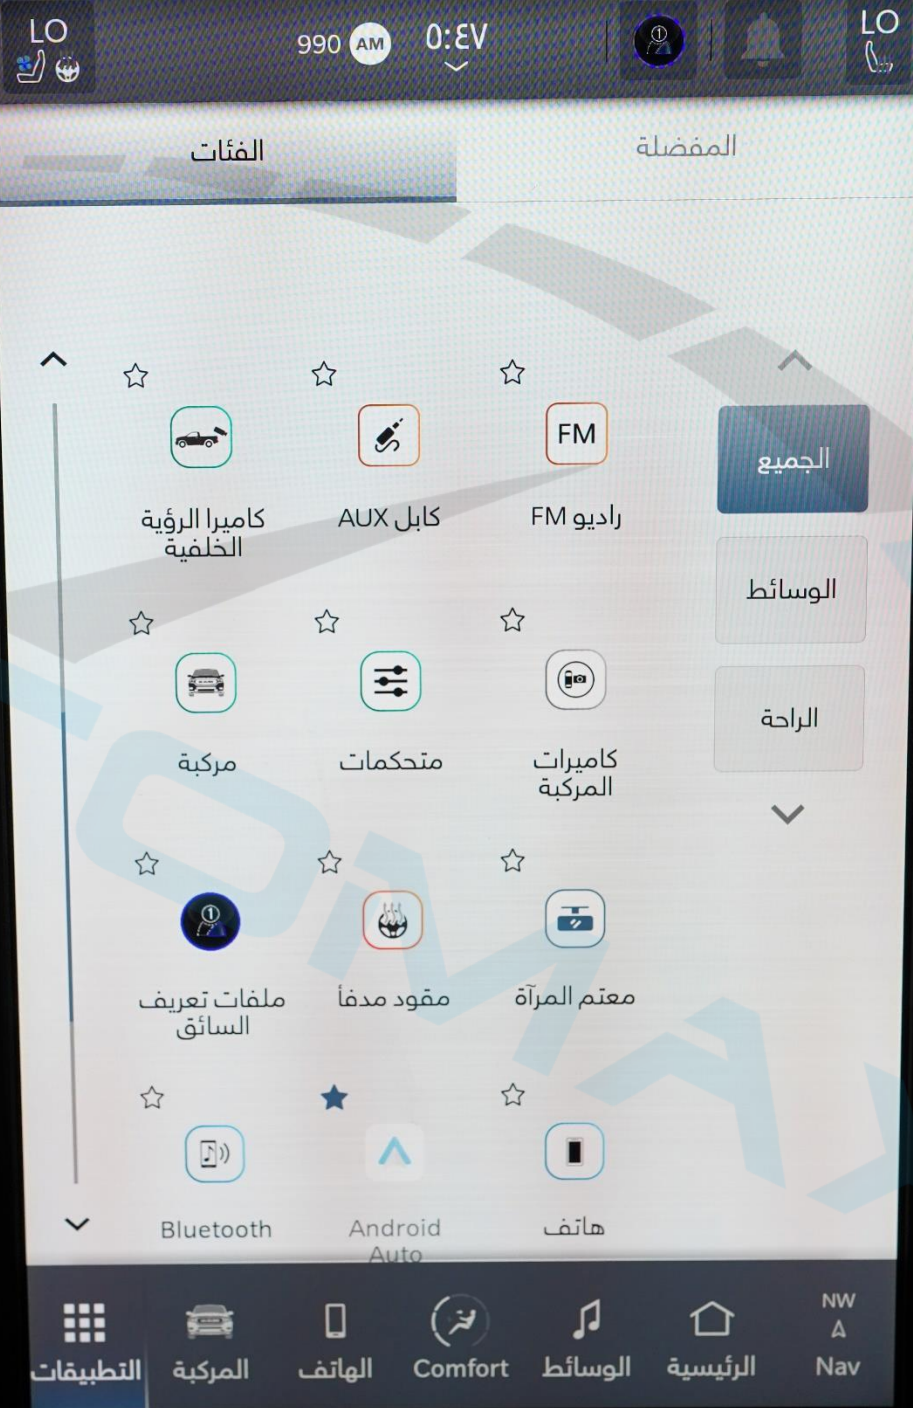 LO
٥:٤٧
990 AM
LO
المفضلة
الفئات
الجميع
الوسائط
الراحة
FM
راديو FM
كابل AUX
كاميرا الرؤية
الخلفية
كاميرات
المركبة
متحكمات
مركبة
معتم المرآة
مقود مدفأ
1
ملفات تعريف
السائق
هاتف
Android
Auto
Bluetooth
NW
Nav
الرئيسية
الوسائط
Comfort
الهاتف
المركبة
التطبيقات